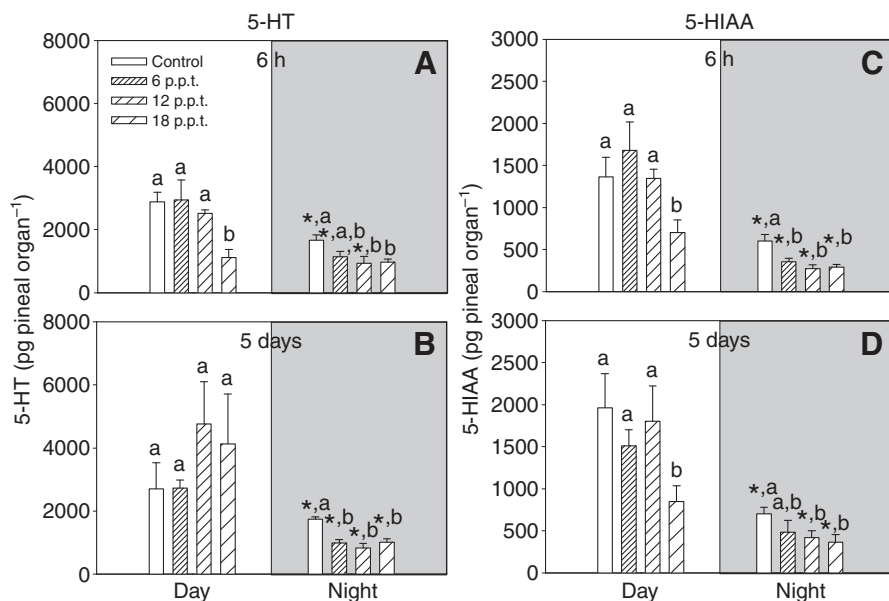 5-HT
5-HIAA
5-HT (pg pineal organ⁻¹)
8000
6000
4000
2000
0
Control
6 p.p.t.
12 p.p.t.
18 p.p.t.
6 h
A
a
a
a
b
*,a
*,a,b
*,b
b
8000
6000
4000
2000
0
5 days
B
a
a
a
a
*,a
*,b
*,b
*,b
Day
Night
5-HIAA (pg pineal organ⁻¹)
3000
2500
2000
1500
1000
500
0
6 h
C
a
a
a
b
*,a
*,b
*,b
*,b
3000
2500
2000
1500
1000
500
0
5 days
D
a
a
a
b
*,a
a,b
*,b
*,b
Day
Night